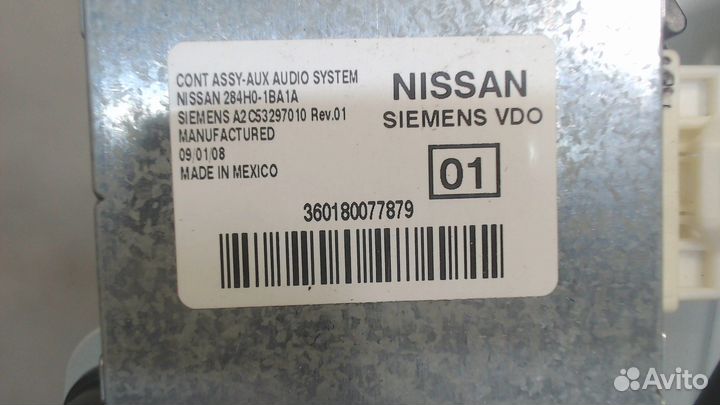 CONT ASSY-AUX AUDIO SYSTEM
NISSAN 284H0-1BA1A
SIEMENS A2C53297010 Rev.01
MANUFACTURED
09/01/08
MADE IN MEXICO
NISSAN
SIEMENS VDO
01
360180077879
Avito